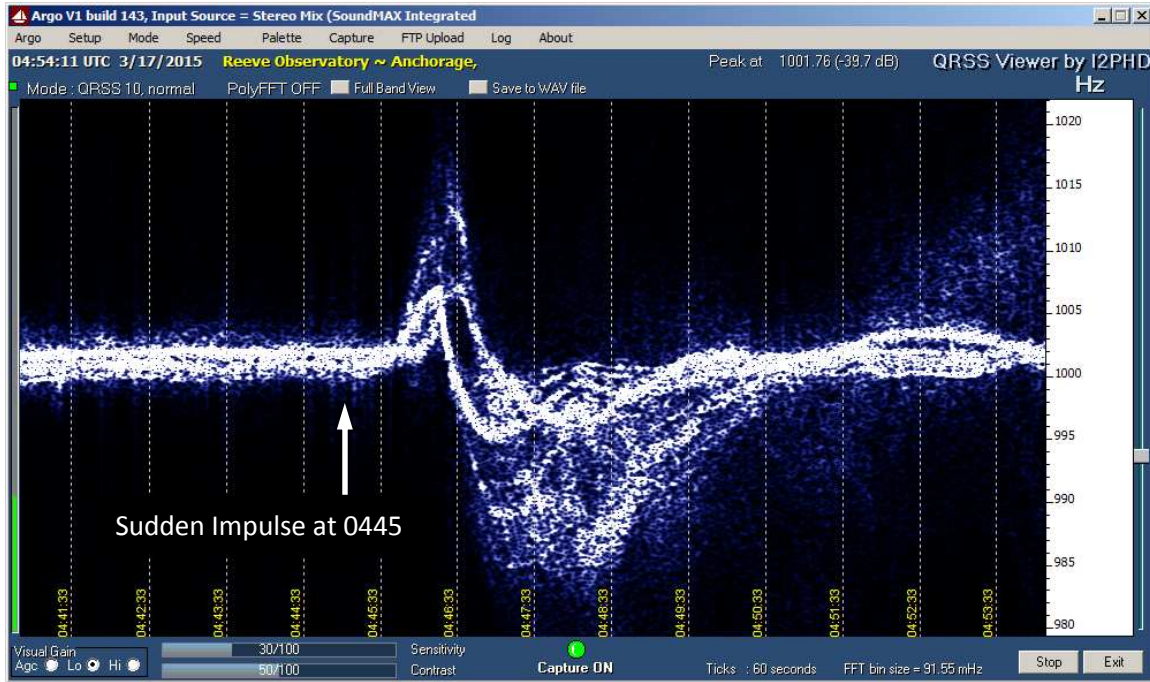 Argo V1 build 143, Input Source = Stereo Mix (SoundMAX Integrated
Argo Setup Mode Speed Palette Capture FTP Upload Log About
04:54:11 UTC 3/17/2015 Reeve Observatory ~ Anchorage, Peak at 1001.76 (-39.7 dB) QRSS Viewer by I2PHD
Mode : QRSS 10, normal PolyFFT OFF Full Band View Save to WAV file Hz
1020
1015
1010
1005
1000
995
990
985
980
Sudden Impulse at 0445
04:41:33 04:42:33 04:43:33 04:44:33 04:45:33 04:46:33 04:47:33 04:48:33 04:49:33 04:50:33 04:51:33 04:52:33 04:53:33
Visual Gain
Agc Lo Hi
30/100 Sensitivity
50/100 Contrast
Capture ON
Ticks : 60 seconds FFT bin size = 91.55 mHz
Stop Exit